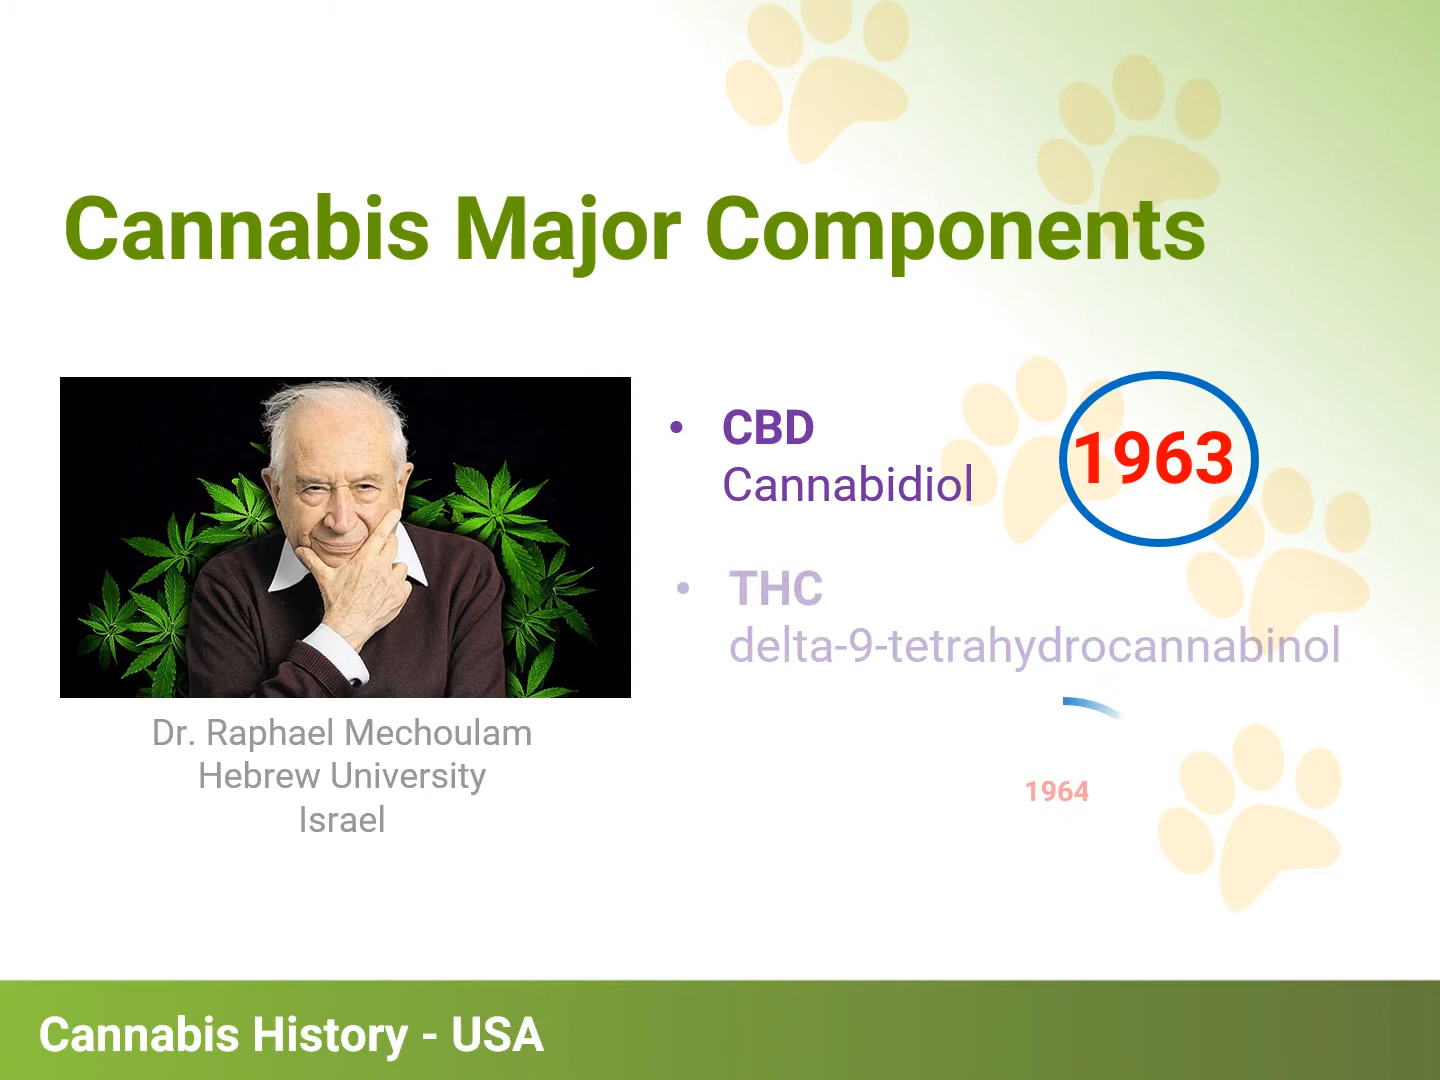 Cannabis Major Components
• CBD
Cannabidiol
1963
• THC
delta-9-tetrahydrocannabinol
1964
Dr. Raphael Mechoulam
Hebrew University
Israel
Cannabis History - USA